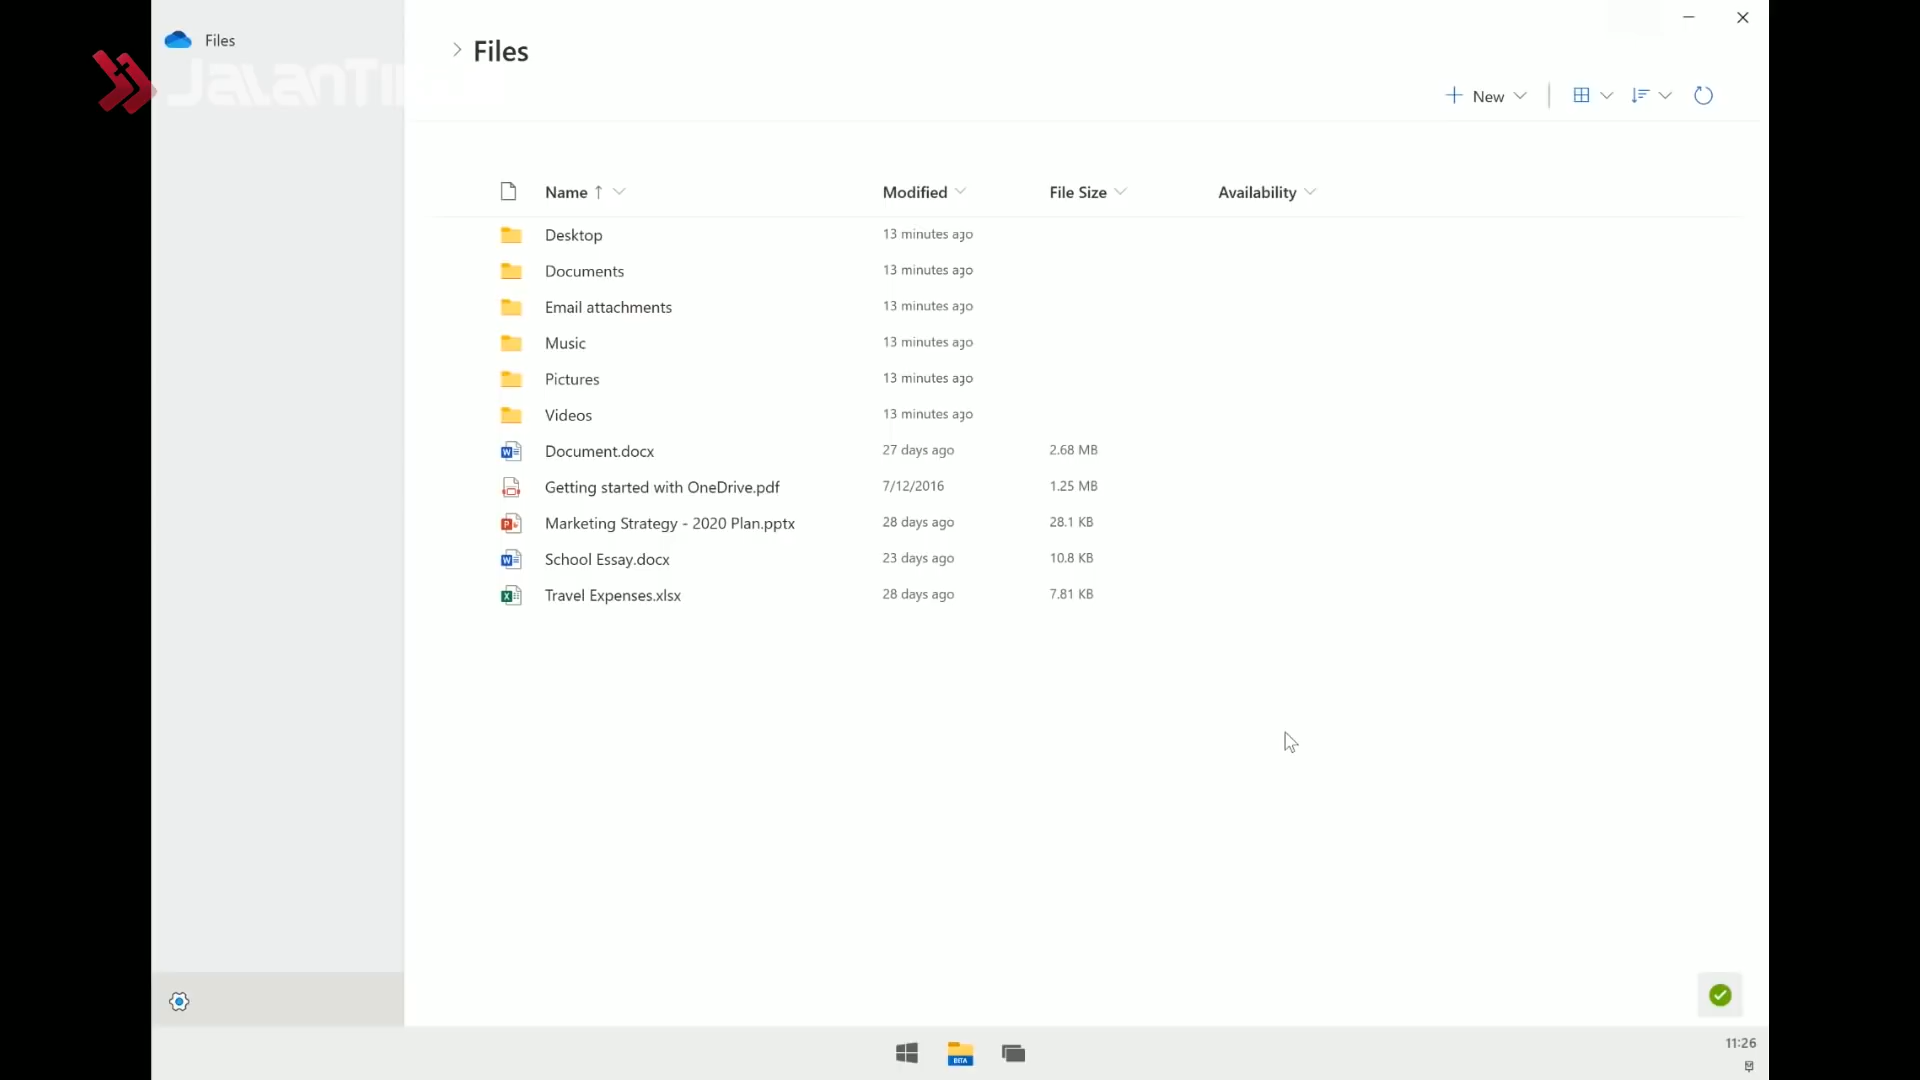 Files
Files
New
Name Modified File Size Availability
Desktop 13 minutes ago
Documents 13 minutes ago
Email attachments 13 minutes ago
Music 13 minutes ago
Pictures 13 minutes ago
Videos 13 minutes ago
Document.docx 27 days ago 2.68 MB
Getting started with OneDrive.pdf 7/12/2016 1.25 MB
Marketing Strategy - 2020 Plan.pptx 28 days ago 28.1 KB
School Essay.docx 23 days ago 10.8 KB
Travel Expenses.xlsx 28 days ago 7.81 KB
BETA
11:26